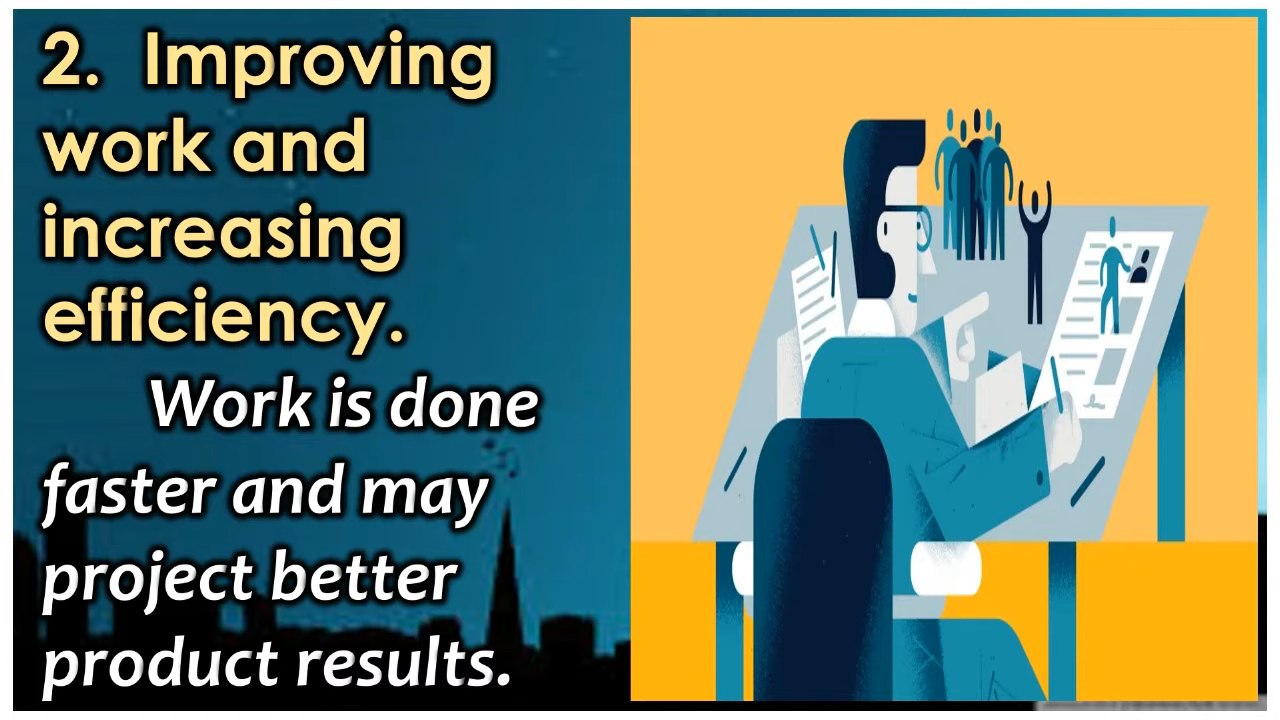 2. Improving
work and
increasing
efficiency.
Work is done
faster and may
project better
product results.